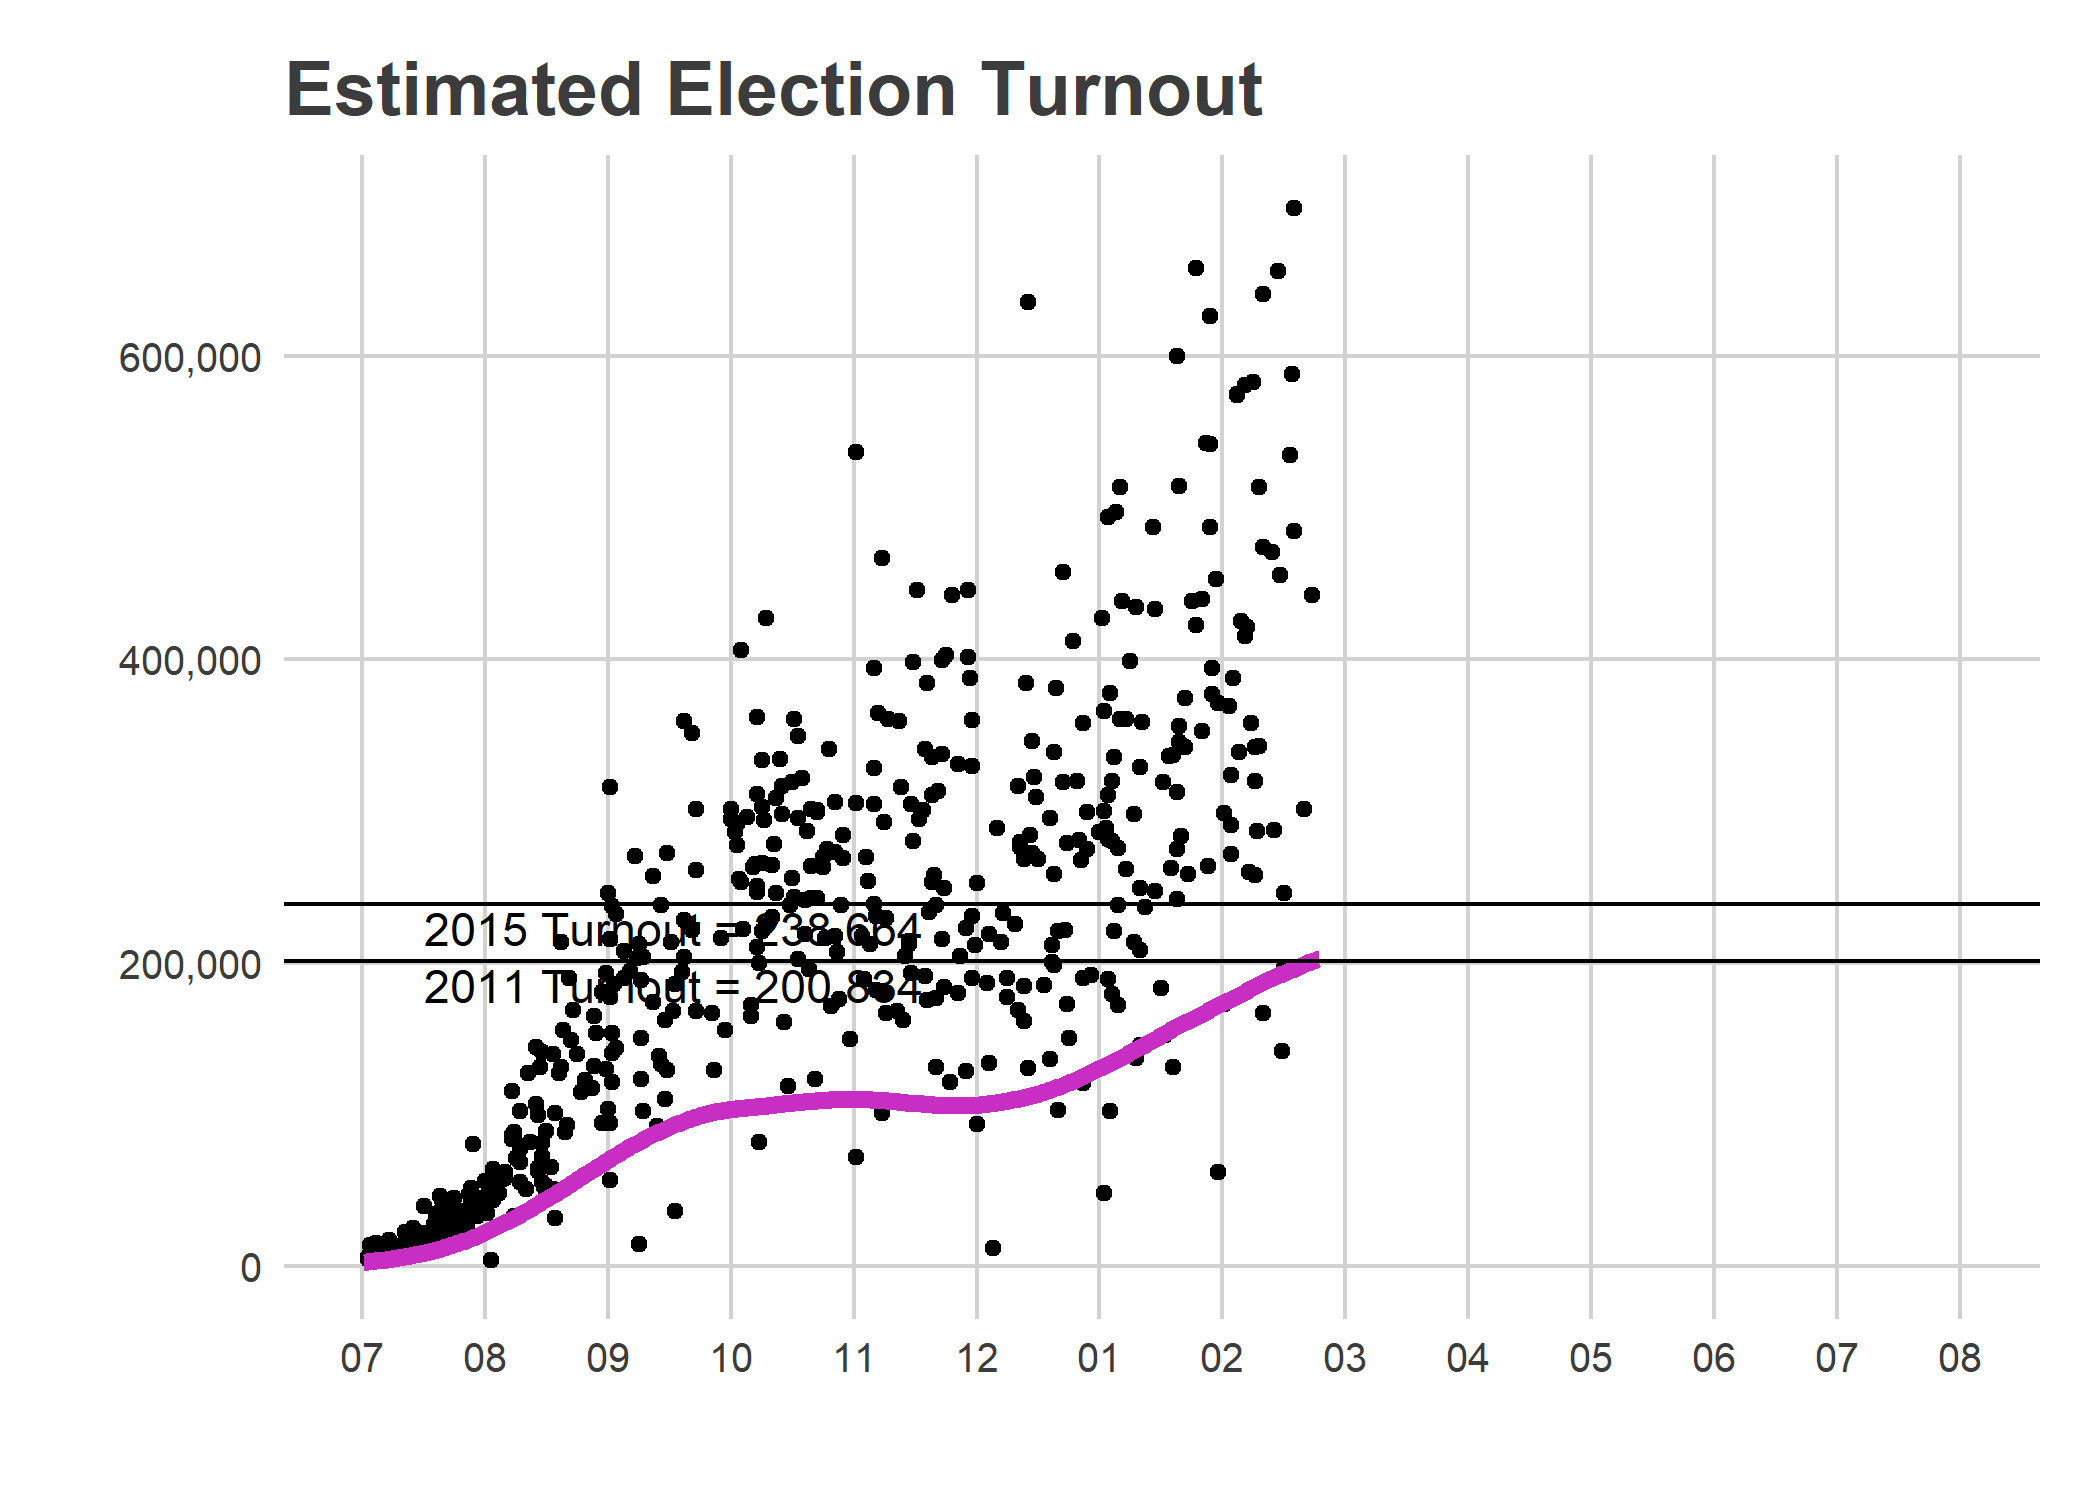 Estimated Election Turnout
600,000
400,000
2015 Turnout = 238,664
200,000
2011 Turnout = 200,834
0
07 08 09 10 11 12 01 02 03 04 05 06 07 08